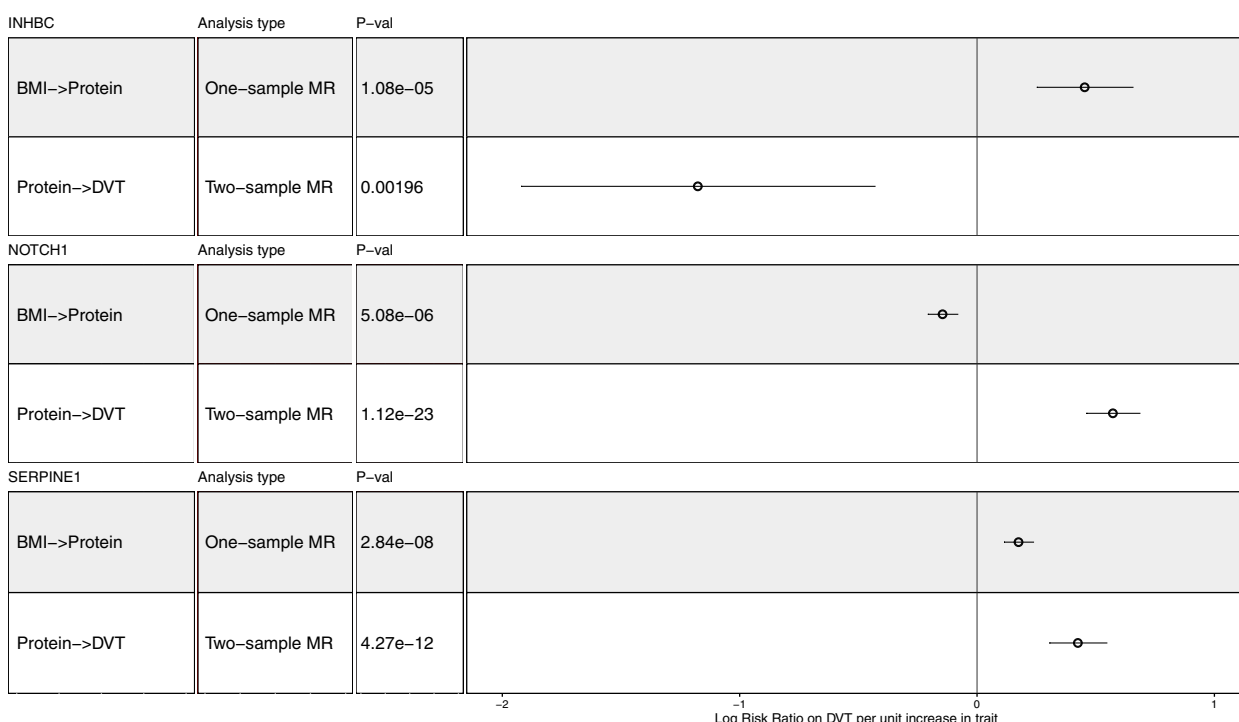 INHBC Analysis type P−val
BMI−>Protein One−sample MR 1.08e−05
Protein−>DVT Two−sample MR 0.00196
NOTCH1 Analysis type P−val
BMI−>Protein One−sample MR 5.08e−06
Protein−>DVT Two−sample MR 1.12e−23
SERPINE1 Analysis type P−val
BMI−>Protein One−sample MR 2.84e−08
Protein−>DVT Two−sample MR 4.27e−12
−2 −1 0 1
Log Risk Ratio on DVT per unit increase in trait